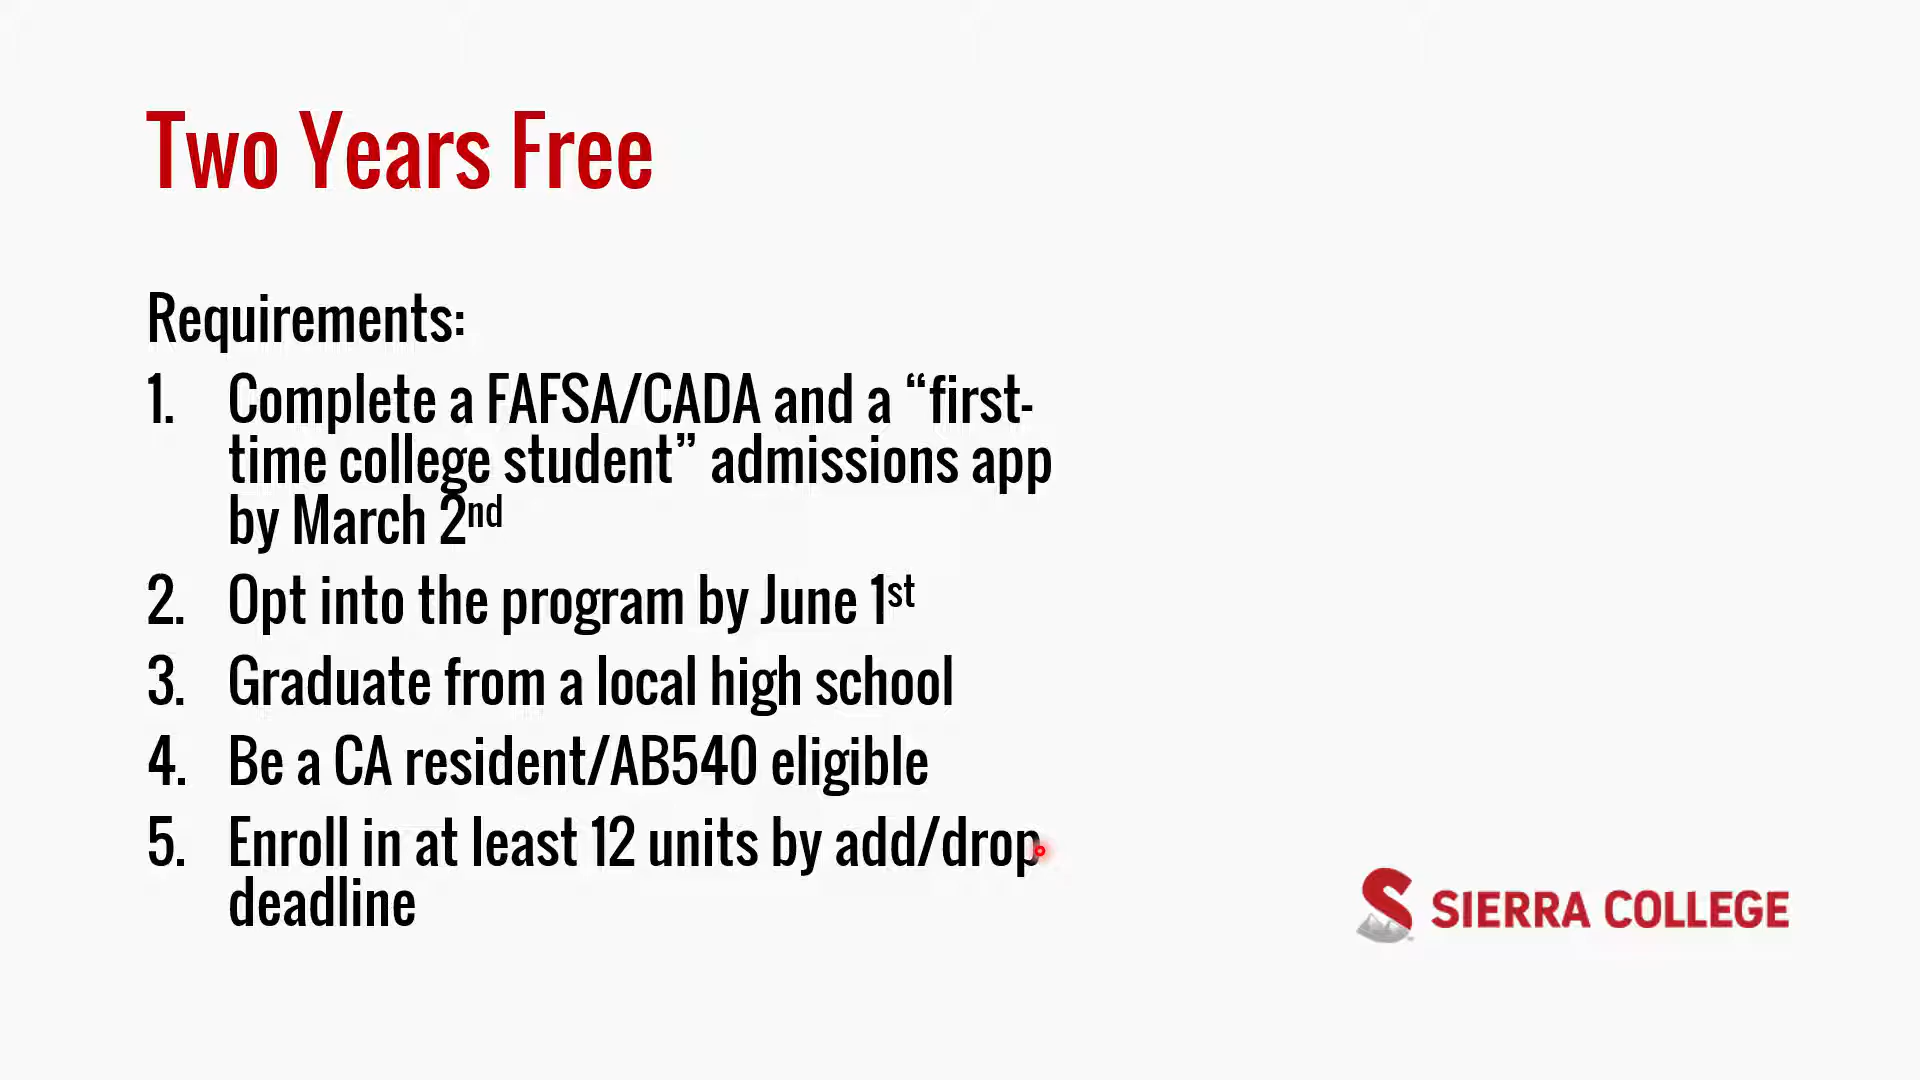 Two Years Free
Requirements:
1. Complete a FAFSA/CADA and a “first-
time college student” admissions app
by March 2nd
2. Opt into the program by June 1st
3. Graduate from a local high school
4. Be a CA resident/AB540 eligible
5. Enroll in at least 12 units by add/drop
deadline
SIERRA COLLEGE